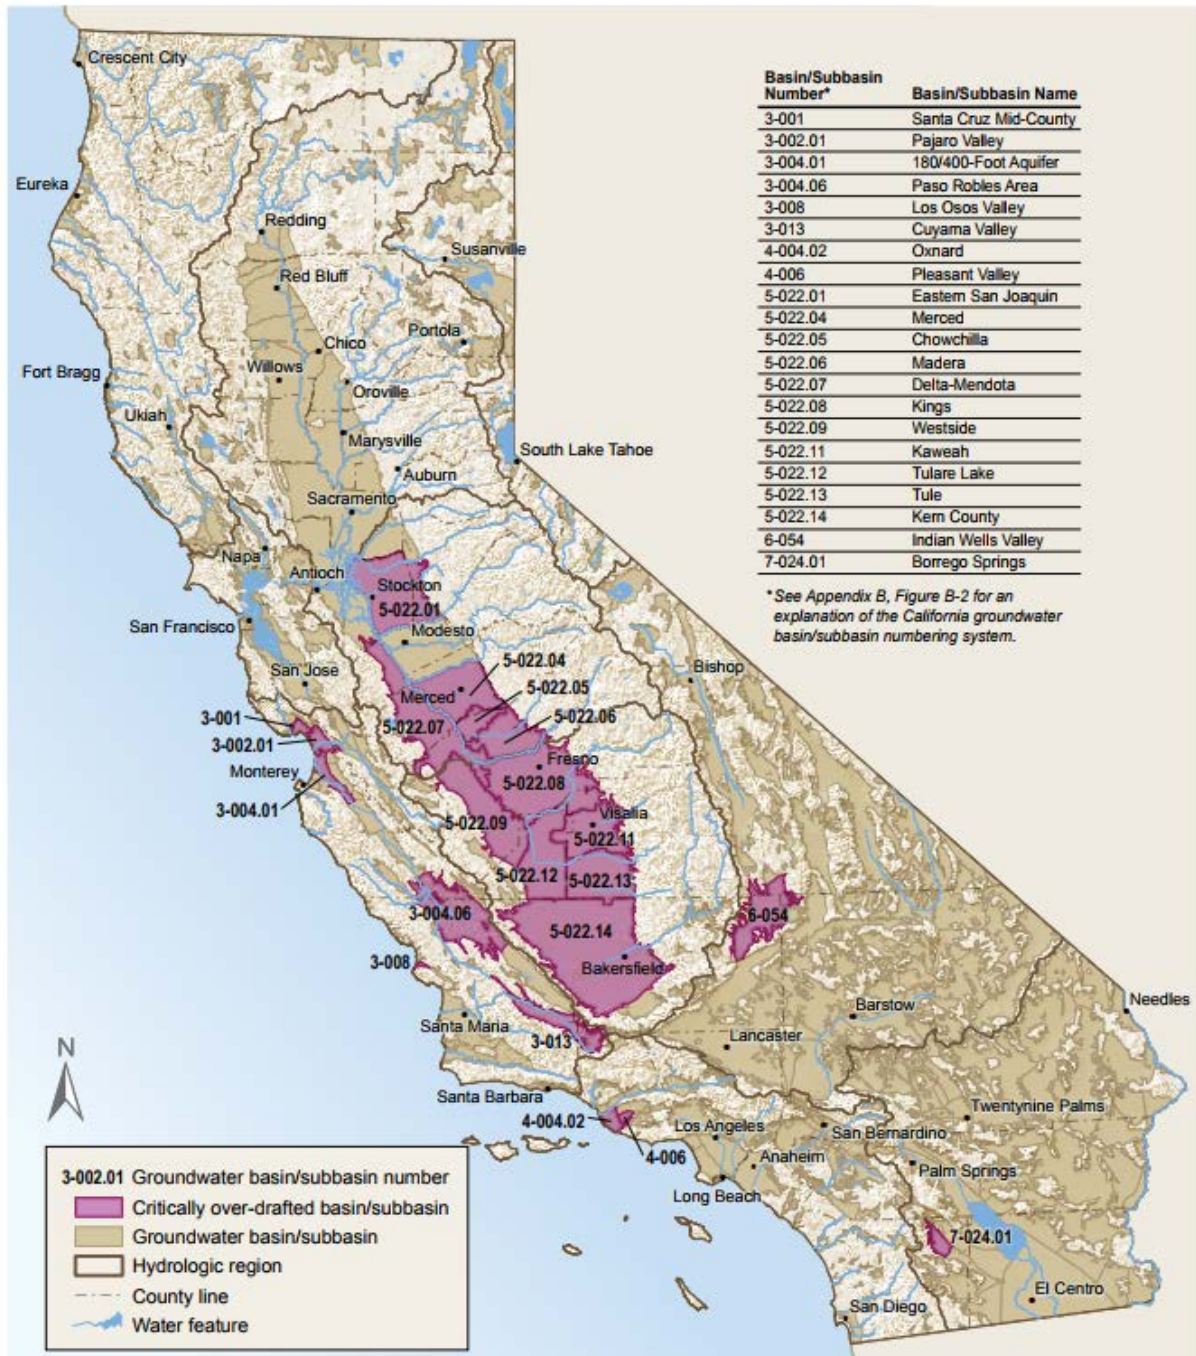 Crescent City
Eureka
Redding
Susanville
Red Bluff
Portola
Chico
Willows
Fort Bragg
Oroville
Ukiah
Marysville
South Lake Tahoe
Auburn
Sacramento
Napa
Antioch
Stockton
5-022.01
San Francisco
Modesto
San Jose
5-022.04
Bishop
Merced
5-022.05
3-001
5-022.07
5-022.06
3-002.01
Fresno
Monterey
5-022.08
3-004.01
Visalia
5-022.09
5-022.11
5-022.12
5-022.13
3-004.06
6-054
5-022.14
3-008
Bakersfield
Needles
Barstow
Santa Maria
Lancaster
3-013
Santa Barbara
Twentynine Palms
4-004.02
Los Angeles
San Bernardino
4-006
Anaheim
Palm Springs
Long Beach
7-024.01
El Centro
San Diego
Basin/Subbasin
Number* Basin/Subbasin Name
3-001 Santa Cruz Mid-County
3-002.01 Pajaro Valley
3-004.01 180/400-Foot Aquifer
3-004.06 Paso Robles Area
3-008 Los Osos Valley
3-013 Cuyama Valley
4-004.02 Oxnard
4-006 Pleasant Valley
5-022.01 Eastern San Joaquin
5-022.04 Merced
5-022.05 Chowchilla
5-022.06 Madera
5-022.07 Delta-Mendota
5-022.08 Kings
5-022.09 Westside
5-022.11 Kaweah
5-022.12 Tulare Lake
5-022.13 Tule
5-022.14 Kern County
6-054 Indian Wells Valley
7-024.01 Borrego Springs
*See Appendix B, Figure B-2 for an
explanation of the California groundwater
basin/subbasin numbering system.
N
3-002.01 Groundwater basin/subbasin number
Critically over-drafted basin/subbasin
Groundwater basin/subbasin
Hydrologic region
County line
Water feature